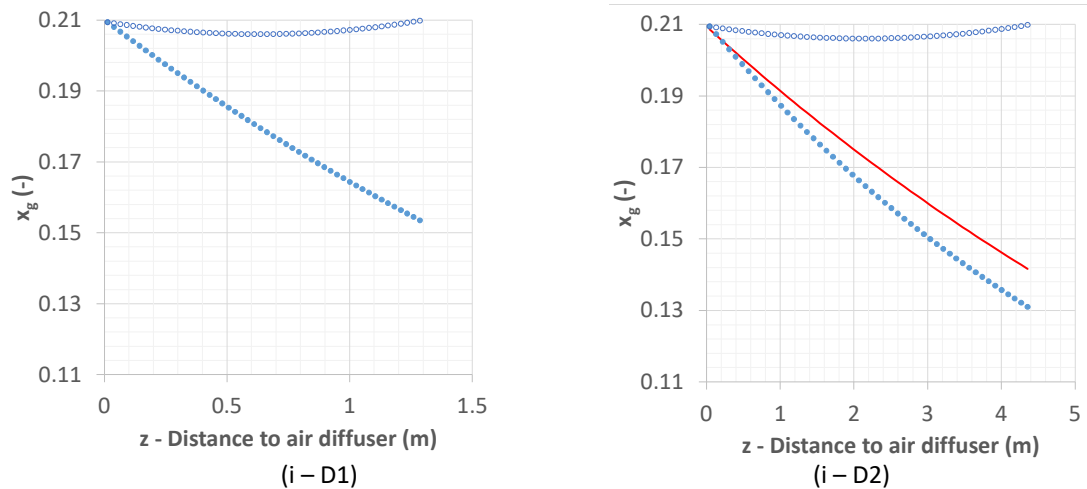 0.21
0.19
0.17
0.15
0.13
0.11
x_g (-)
0 0.5 1 1.5
z - Distance to air diffuser (m)
(i – D1)
0.21
0.19
0.17
0.15
0.13
0.11
x_g (-)
0 1 2 3 4 5
z - Distance to air diffuser (m)
(i – D2)